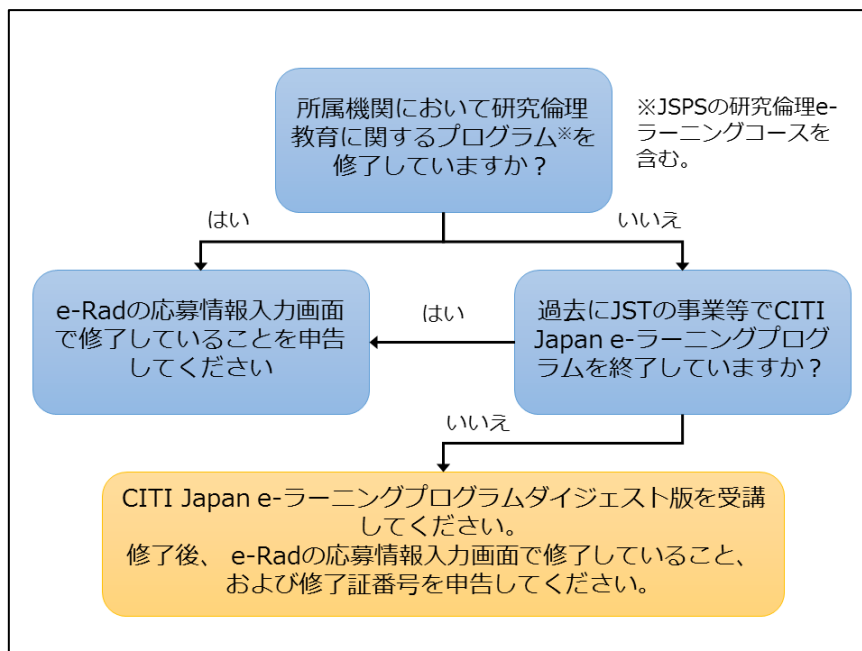 所属機関において研究倫理
教育に関するプログラム※を
修了していますか？
※JSPSの研究倫理e-
ラーニングコースを
含む。
はい
いいえ
e-Radの応募情報入力画面
で修了していることを申告
してください
はい
過去にJSTの事業等でCITI
Japan e-ラーニングプログ
ラムを終了していますか？
いいえ
CITI Japan e-ラーニングプログラムダイジェスト版を受講
してください。
修了後、 e-Radの応募情報入力画面で修了していること、
および修了証番号を申告してください。